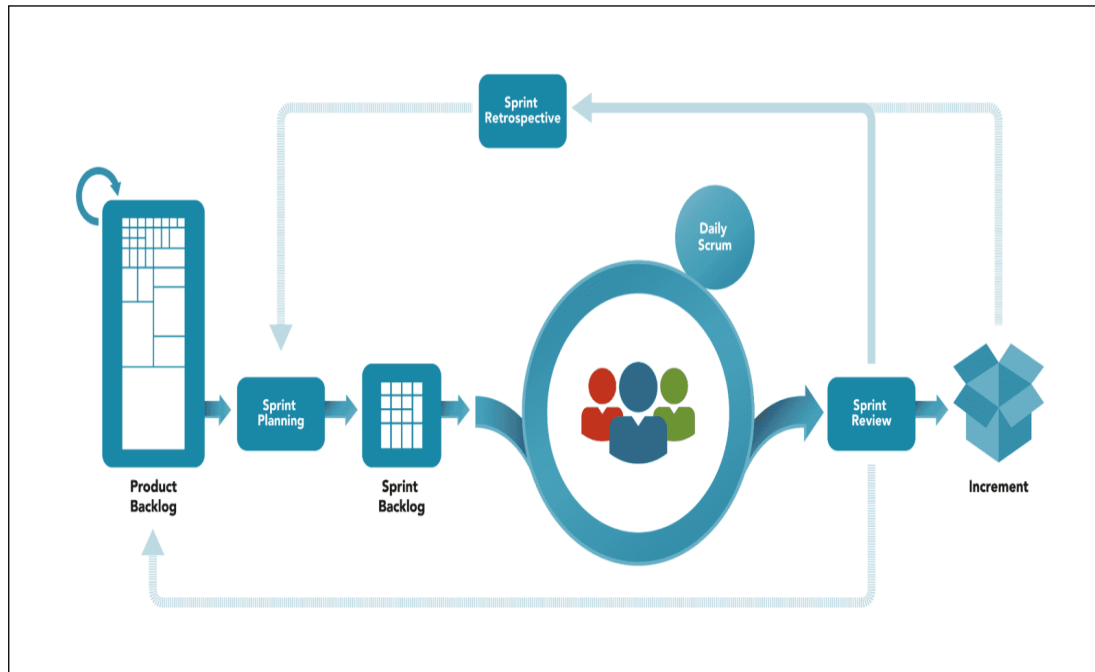 Sprint
Retrospective
Daily
Scrum
Sprint
Planning
Sprint
Review
Product
Backlog
Sprint
Backlog
Increment